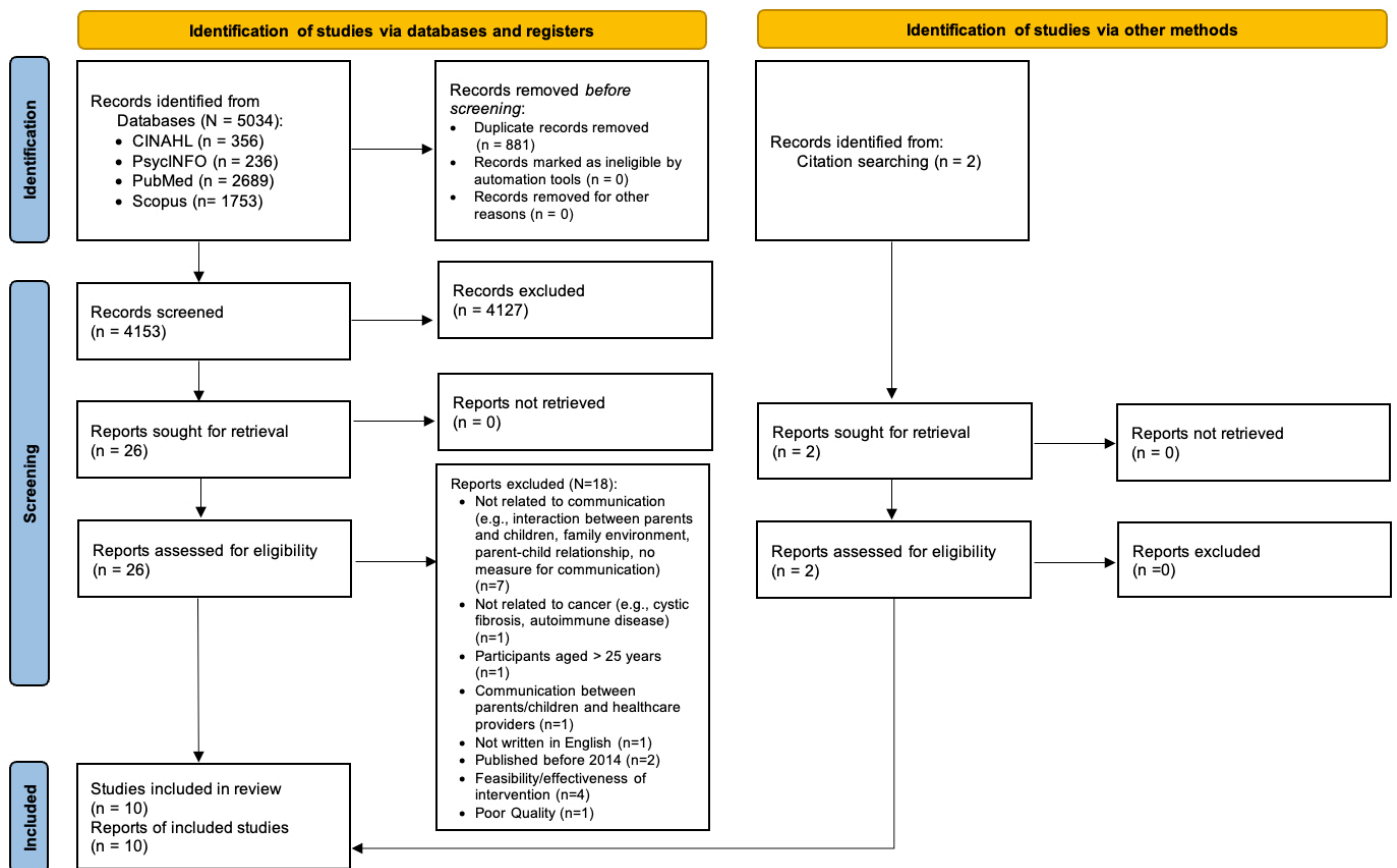 Identification of studies via databases and registers
Identification of studies via other methods
Identification
Records identified from
Databases (N = 5034):
• CINAHL (n = 356)
• PsycINFO (n = 236)
• PubMed (n = 2689)
• Scopus (n= 1753)
Records removed before
screening:
• Duplicate records removed
(n = 881)
• Records marked as ineligible by
automation tools (n = 0)
• Records removed for other
reasons (n = 0)
Records identified from:
Citation searching (n = 2)
Screening
Records screened
(n = 4153)
Records excluded
(n = 4127)
Reports sought for retrieval
(n = 26)
Reports not retrieved
(n = 0)
Reports sought for retrieval
(n = 2)
Reports not retrieved
(n = 0)
Reports assessed for eligibility
(n = 26)
Reports excluded (N=18):
• Not related to communication
(e.g., interaction between parents
and children, family environment,
parent-child relationship, no
measure for communication)
(n=7)
• Not related to cancer (e.g., cystic
fibrosis, autoimmune disease)
(n=1)
• Participants aged > 25 years
(n=1)
• Communication between
parents/children and healthcare
providers (n=1)
• Not written in English (n=1)
• Published before 2014 (n=2)
• Feasibility/effectiveness of
intervention (n=4)
• Poor Quality (n=1)
Reports assessed for eligibility
(n = 2)
Reports excluded
(n =0)
Included
Studies included in review
(n = 10)
Reports of included studies
(n = 10)